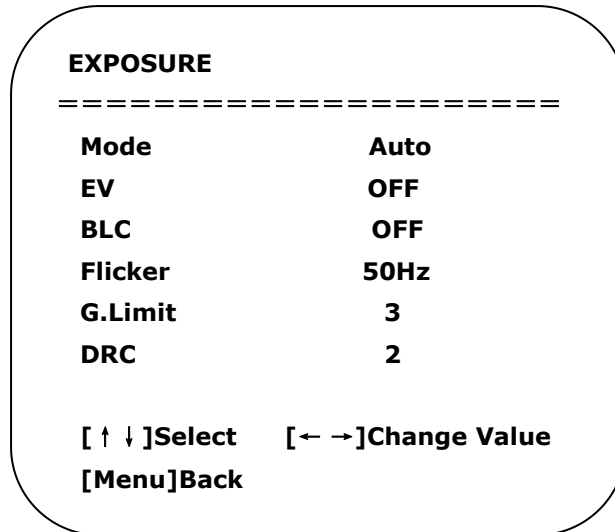 EXPOSURE
=====================
Mode Auto
EV OFF
BLC OFF
Flicker 50Hz
G.Limit 3
DRC 2
[↑↓]Select [← →]Change Value
[Menu]Back